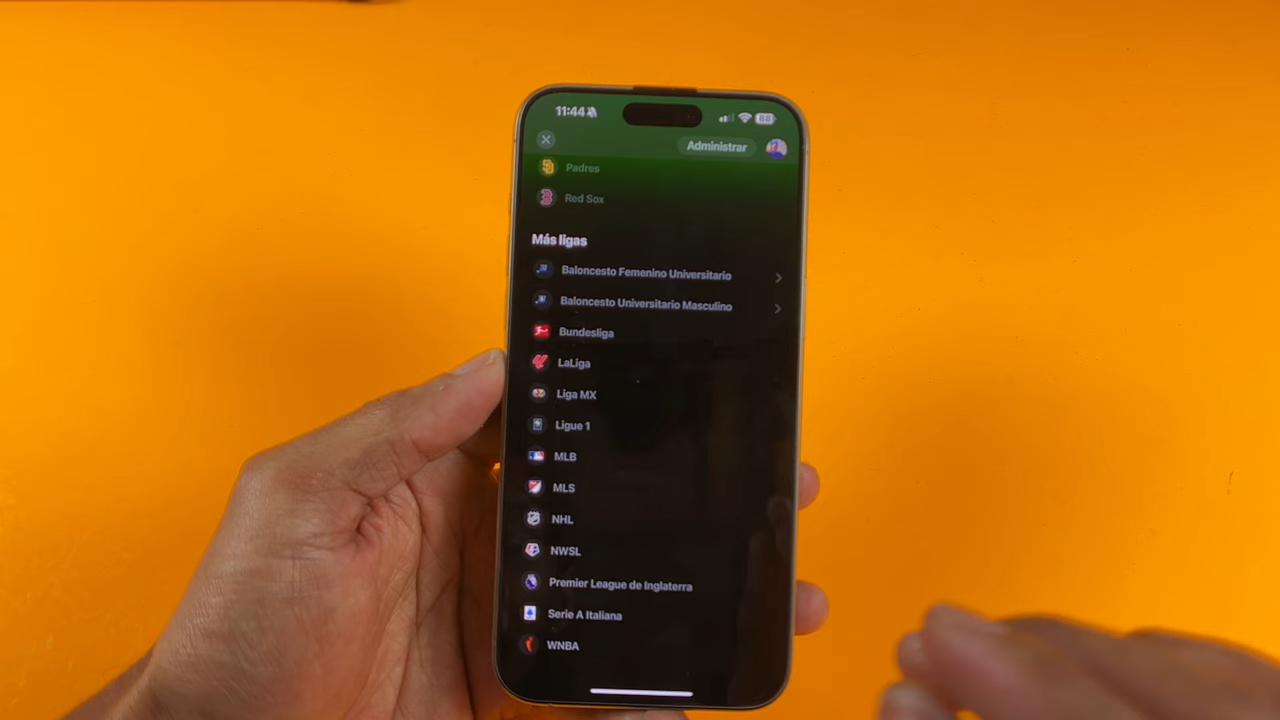 11:44
88
Administrar
Padres
Red Sox
Más ligas
Baloncesto Femenino Universitario
Baloncesto Universitario Masculino
Bundesliga
LaLiga
Liga MX
Ligue 1
MLB
MLS
NHL
NWSL
Premier League de Inglaterra
Serie A Italiana
WNBA